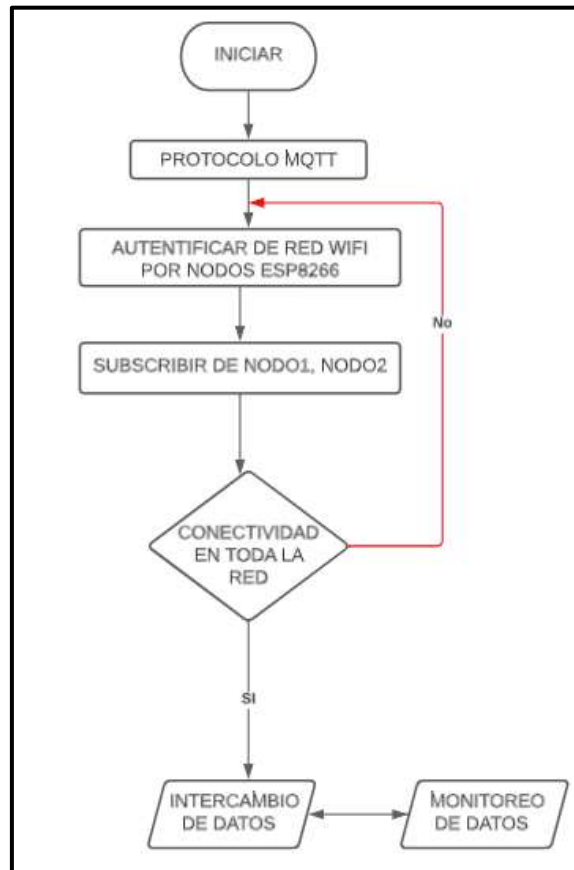 INICIAR
PROTOCOLO MQTT
AUTENTIFICAR DE RED WIFI
POR NODOS ESP8266
No
SUBSCRIBIR DE NODO1, NODO2
CONECTIVIDAD
EN TODA LA
RED
SI
INTERCAMBIO
DE DATOS
MONITOREO
DE DATOS